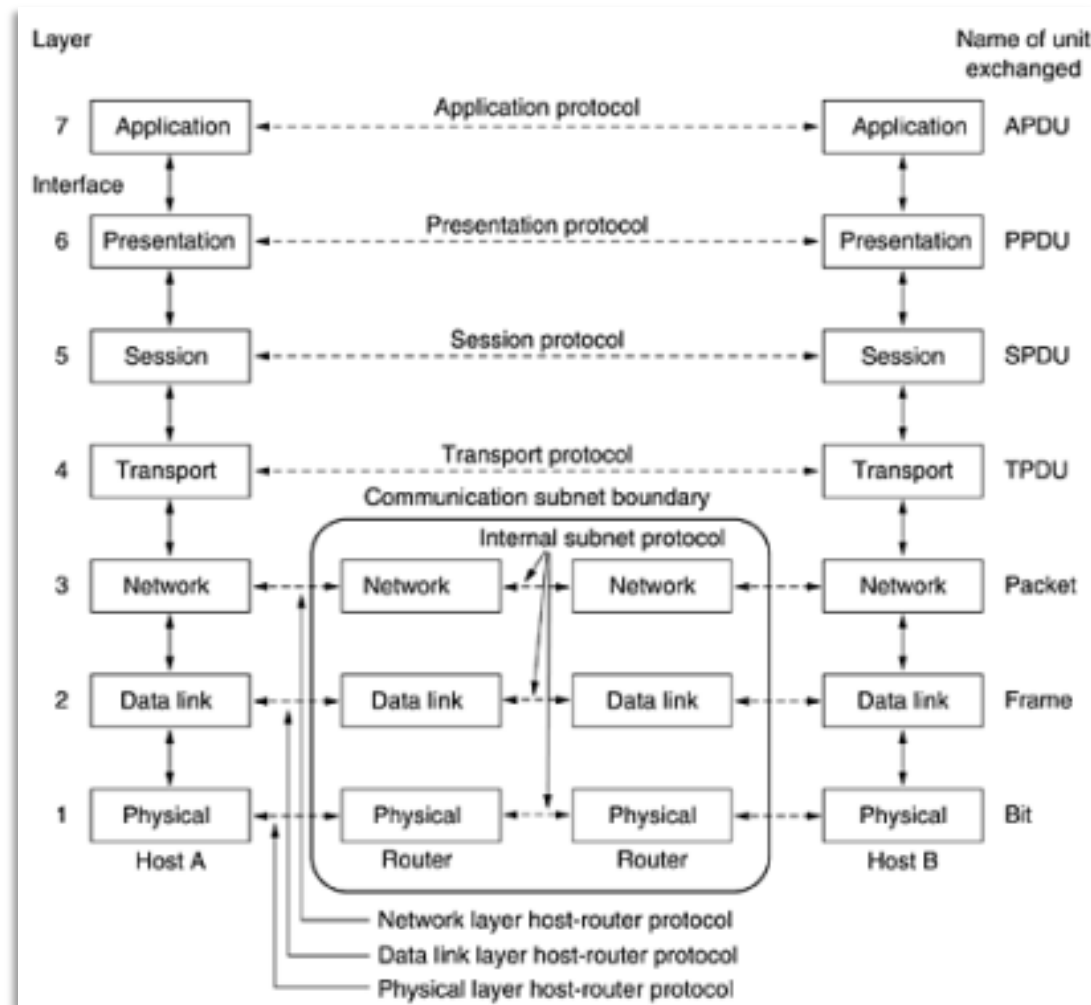 Layer
Name of unit
exchanged
Application protocol
7 Application Application APDU
Interface
Presentation protocol
6 Presentation Presentation PPDU
Session protocol
5 Session Session SPDU
Transport protocol
4 Transport Transport TPDU
Communication subnet boundary
Internal subnet protocol
3 Network Network Network Network Packet
2 Data link Data link Data link Data link Frame
1 Physical Physical Physical Physical Bit
Host A Router Router Host B
Network layer host-router protocol
Data link layer host-router protocol
Physical layer host-router protocol